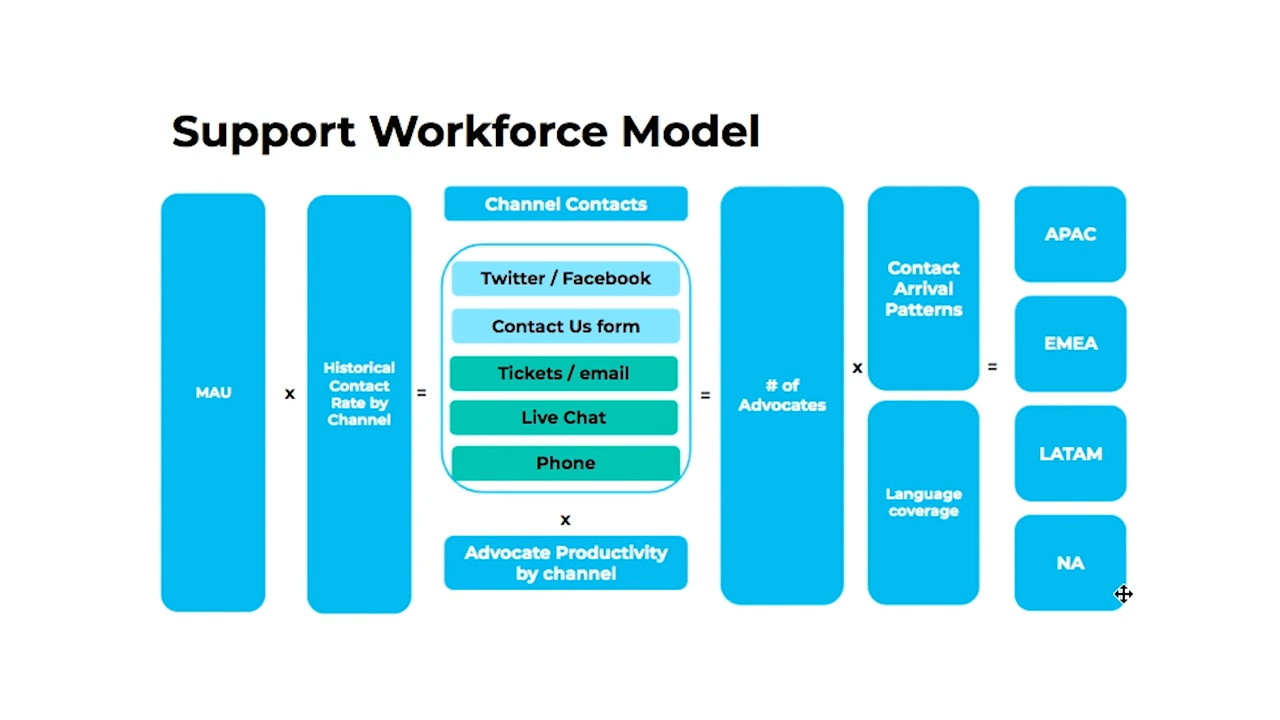 Support Workforce Model
MAU
x
Historical
Contact
Rate by
Channel
=
Channel Contacts
Twitter / Facebook
Contact Us form
Tickets / email
Live Chat
Phone
x
Advocate Productivity
by channel
=
# of
Advocates
x
Contact
Arrival
Patterns
Language
coverage
=
APAC
EMEA
LATAM
NA